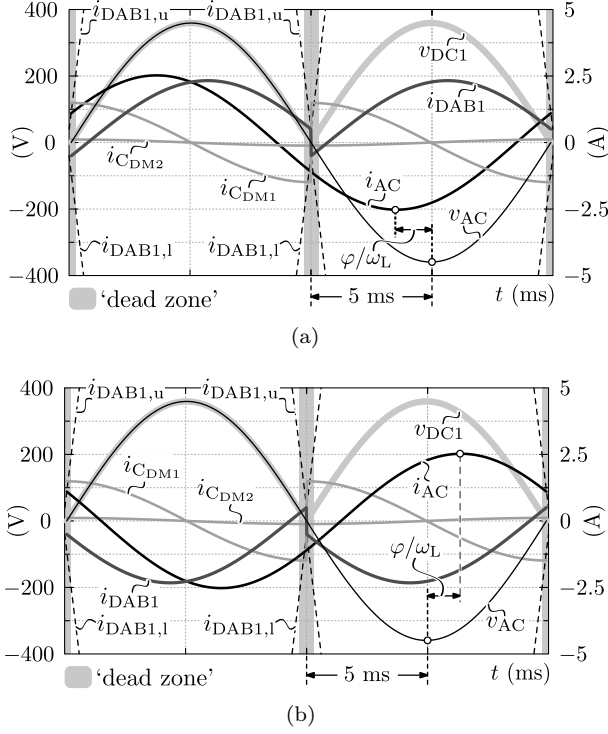 400 i_DAB1,u i_DAB1,u 5
200 v_DC1 2.5
i_DAB1
(V) 0 0 (A)
i_CDM2
i_CDM1 i_AC
−200 v_AC −2.5
i_DAB1,l i_DAB1,l φ/ω_L
−400 −5
'dead zone' 5 ms t (ms)
(a)
400 i_DAB1,u i_DAB1,u 5
v_DC1
200 i_CDM1 2.5
i_CDM2 i_AC
(V) 0 0 (A)
φ/ω_L
−200 i_DAB1 −2.5
i_DAB1,l i_DAB1,l v_AC
−400 −5
'dead zone' 5 ms t (ms)
(b)